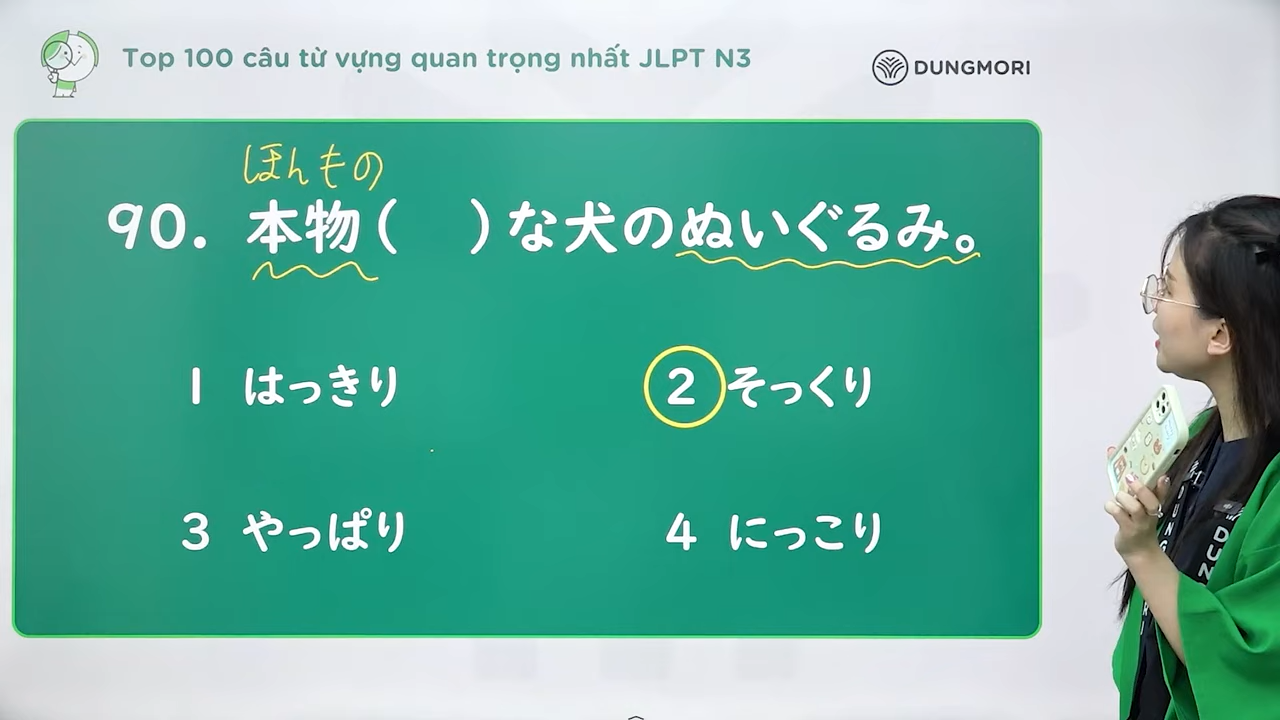 Top 100 câu từ vựng quan trọng nhất JLPT N3
DUNGMORI
ほんもの
90. 本物(　　)な犬のぬいぐるみ。
1 はっきり
2 そっくり
3 やっぱり
4 にっこり